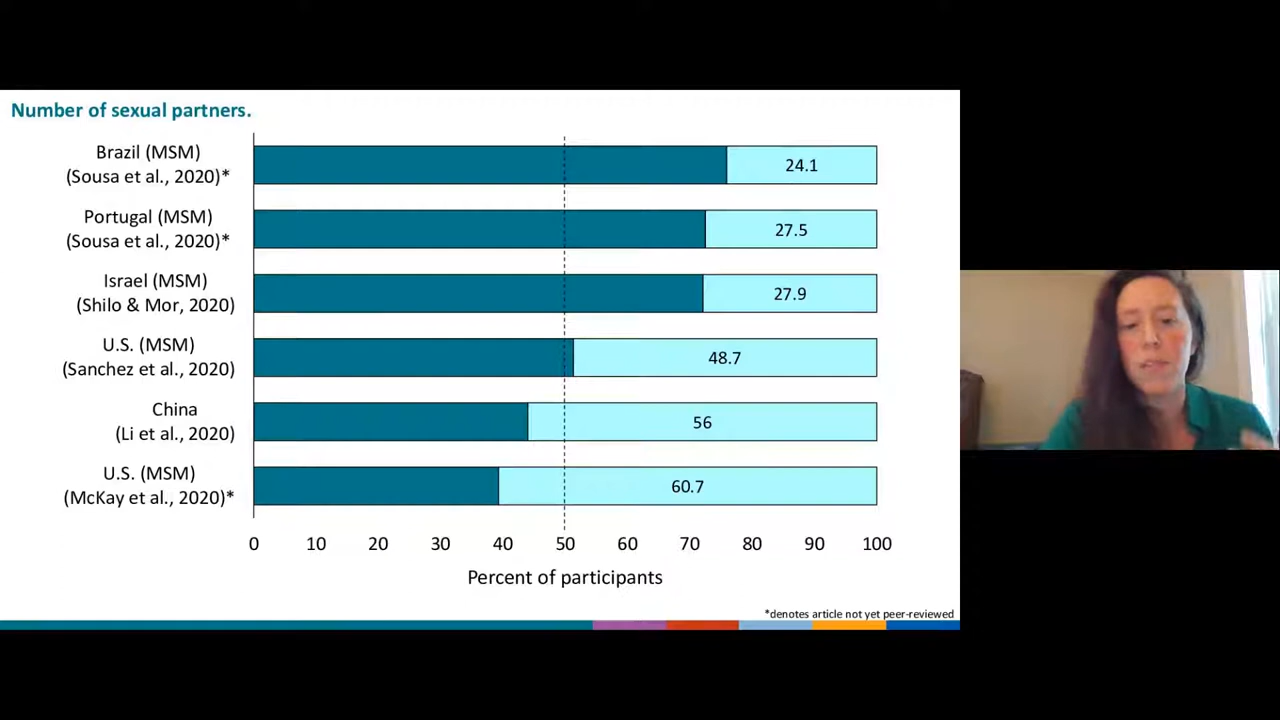 Number of sexual partners.
Brazil (MSM)
(Sousa et al., 2020)*
24.1
Portugal (MSM)
(Sousa et al., 2020)*
27.5
Israel (MSM)
(Shilo & Mor, 2020)
27.9
U.S. (MSM)
(Sanchez et al., 2020)
48.7
China
(Li et al., 2020)
56
U.S. (MSM)
(McKay et al., 2020)*
60.7
0 10 20 30 40 50 60 70 80 90 100
Percent of participants
*denotes article not yet peer-reviewed